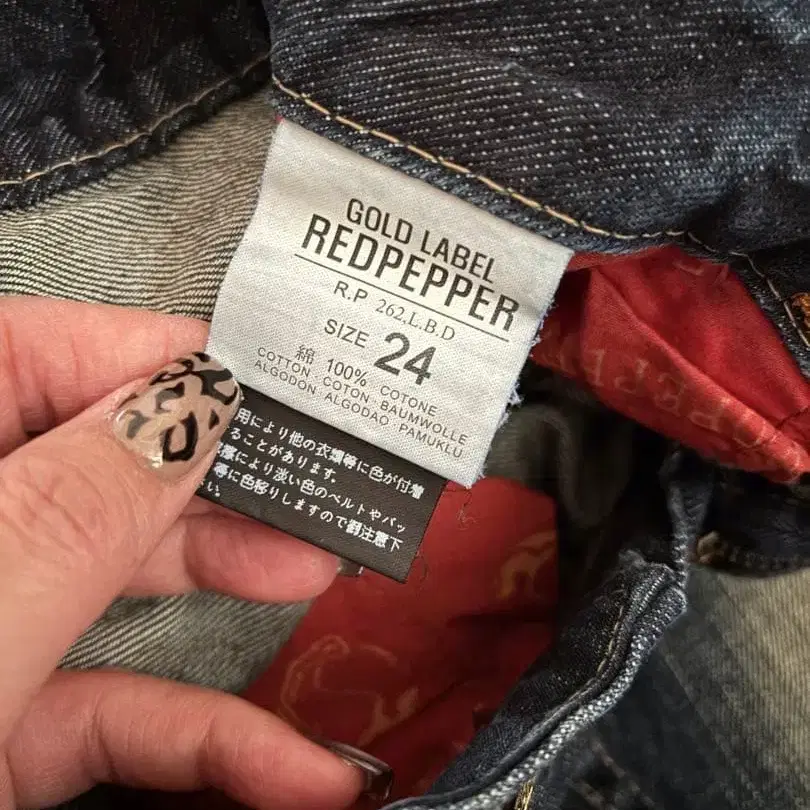 GOLD LABEL
REDPEPPER
R.P 262,L.B.D
SIZE 24
綿 100% COTONE
COTTON COTON BAUMWOLLE
ALGODON ALGODAO PAMUKLU
用により他の衣類等に色が付着
ることがあります。
摩擦により淡い色のベルトやバッ
等に色移りしますので御注意下
い。